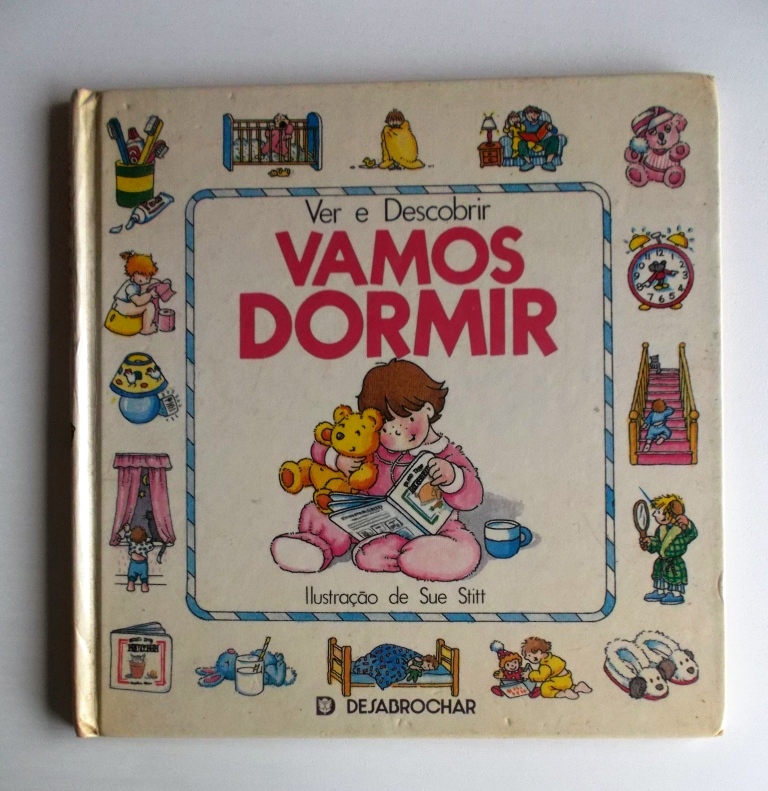 Ver e Descobrir
VAMOS
DORMIR
Ilustração de Sue Stitt
DESABROCHAR